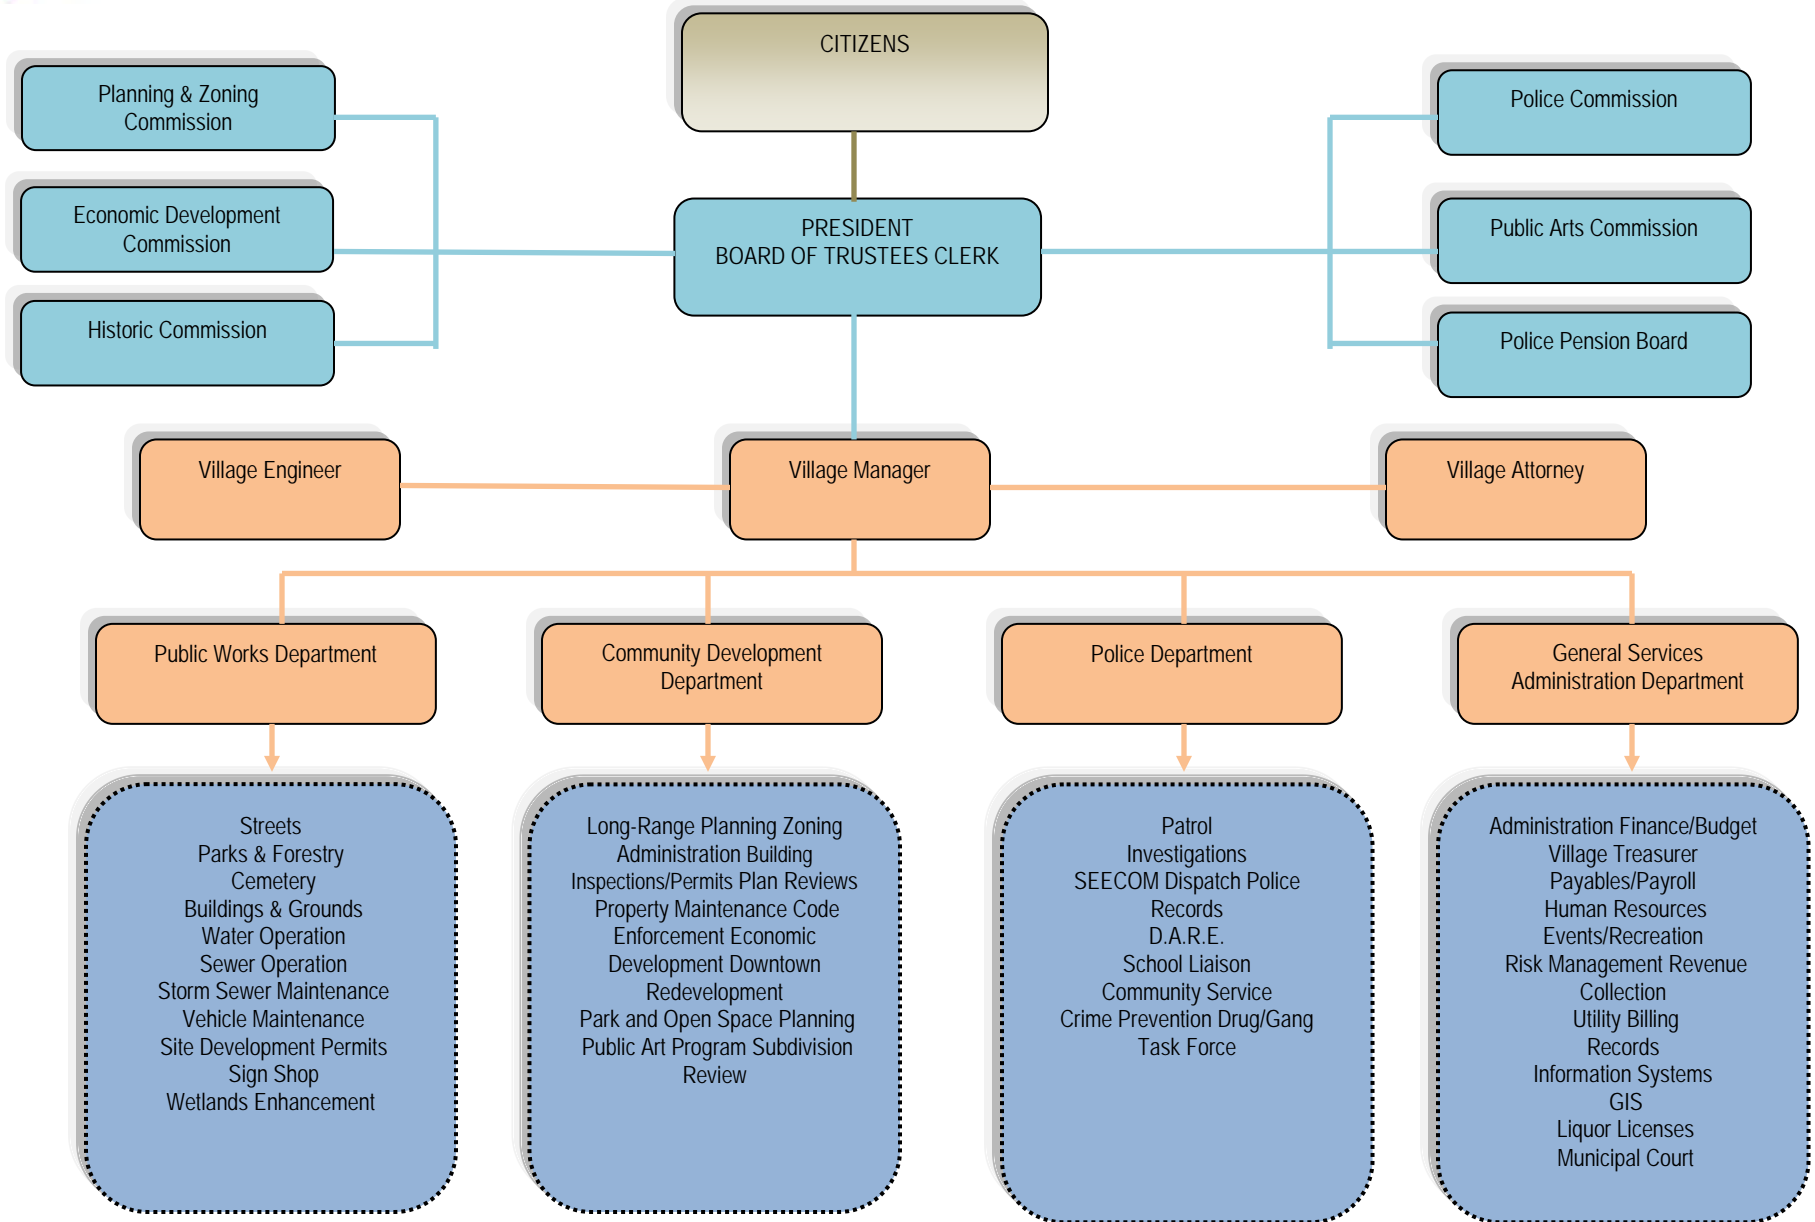 CITIZENS
Planning & Zoning
Commission
Police Commission
Economic Development
Commission
PRESIDENT
BOARD OF TRUSTEES CLERK
Public Arts Commission
Historic Commission
Police Pension Board
Village Engineer
Village Manager
Village Attorney
Public Works Department
Community Development
Department
Police Department
General Services
Administration Department
Streets
Parks & Forestry
Cemetery
Buildings & Grounds
Water Operation
Sewer Operation
Storm Sewer Maintenance
Vehicle Maintenance
Site Development Permits
Sign Shop
Wetlands Enhancement
Long-Range Planning Zoning
Administration Building
Inspections/Permits Plan Reviews
Property Maintenance Code
Enforcement Economic
Development Downtown
Redevelopment
Park and Open Space Planning
Public Art Program Subdivision
Review
Patrol
Investigations
SEECOM Dispatch Police
Records
D.A.R.E.
School Liaison
Community Service
Crime Prevention Drug/Gang
Task Force
Administration Finance/Budget
Village Treasurer
Payables/Payroll
Human Resources
Events/Recreation
Risk Management Revenue
Collection
Utility Billing
Records
Information Systems
GIS
Liquor Licenses
Municipal Court